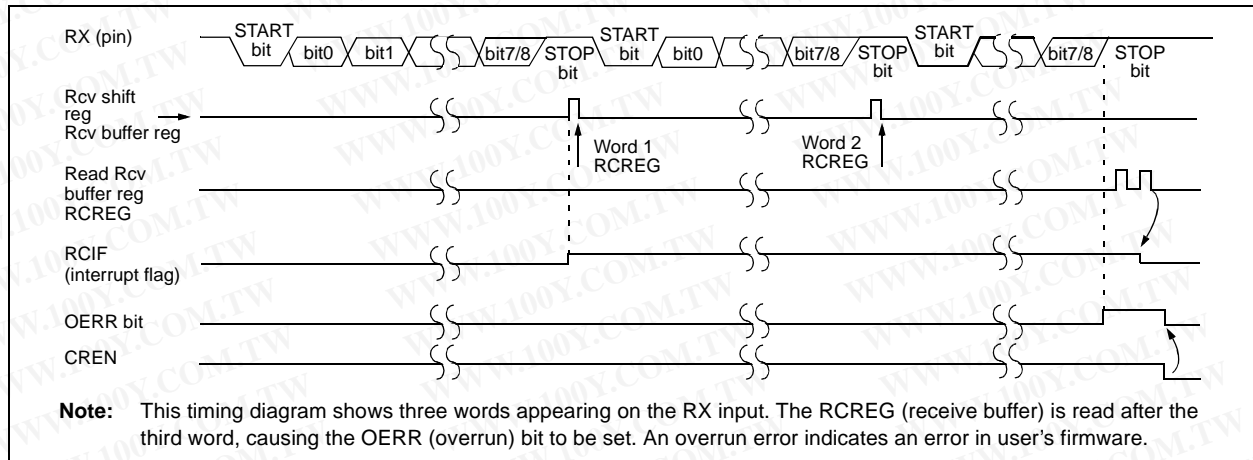 RX (pin)
START bit
bit0
bit1
bit7/8
STOP bit
START bit
bit0
bit7/8
STOP bit
START bit
bit7/8
STOP bit
Rcv shift
reg
Rcv buffer reg
Word 1
RCREG
Word 2
RCREG
Read Rcv
buffer reg
RCREG
RCIF
(interrupt flag)
OERR bit
CREN
Note: This timing diagram shows three words appearing on the RX input. The RCREG (receive buffer) is read after the
third word, causing the OERR (overrun) bit to be set. An overrun error indicates an error in user's firmware.
WWW.100Y.COM.TW